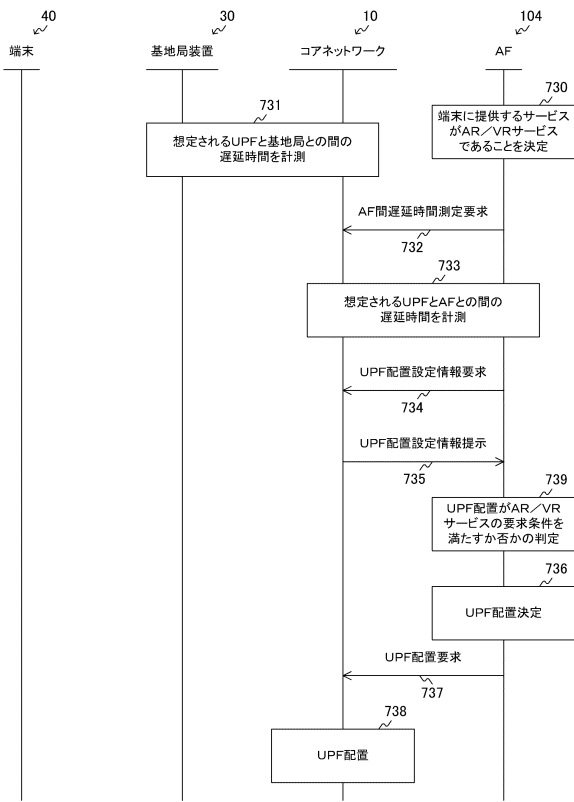 40
30
10
104
端末
基地局装置
コアネットワーク
AF
730
端末に提供するサービス
がAR／VRサービス
であることを決定
731
想定されるUPFと基地局との間の
遅延時間を計測
AF間遅延時間測定要求
732
733
想定されるUPFとAFとの間の
遅延時間を計測
UPF配置設定情報要求
734
UPF配置設定情報提示
735
739
UPF配置がAR／VR
サービスの要求条件を
満たすか否かの判定
736
UPF配置決定
UPF配置要求
737
738
UPF配置